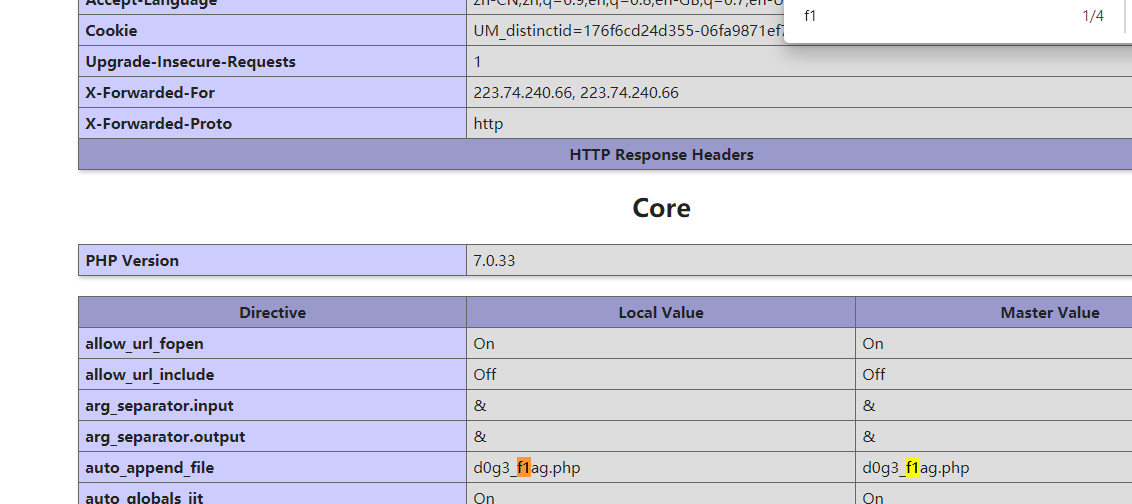 Accept-Language zh-CN,zh;q=0.9,en;q=0.8,en-GB;q=0.7,en-U
f1 1/4
Cookie UM_distinctid=176f6cd24d355-06fa9871ef
Upgrade-Insecure-Requests 1
X-Forwarded-For 223.74.240.66, 223.74.240.66
X-Forwarded-Proto http
HTTP Response Headers
Core
PHP Version 7.0.33
Directive Local Value Master Value
allow_url_fopen On On
allow_url_include Off Off
arg_separator.input & &
arg_separator.output & &
auto_append_file d0g3_f1ag.php d0g3_f1ag.php
auto_globals_jit On On